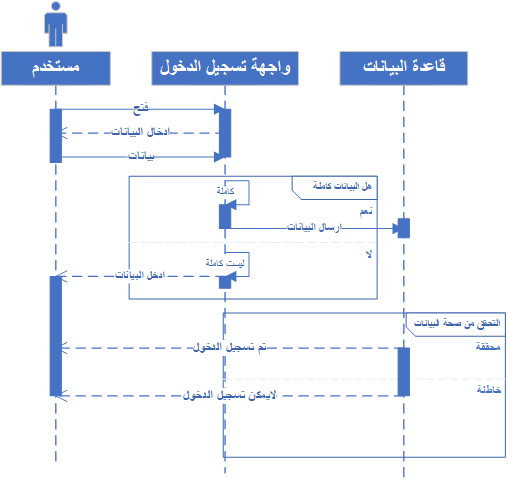 مستخدم
واجهة تسجيل الدخول
قاعدة البيانات
فتح
ادخال البيانات
بيانات
هل البيانات كاملة
كاملة
نعم
ارسال البيانات
لا
ليست كاملة
ادخل البيانات
التحقق من صحة البيانات
محققة
تم تسجيل الدخول
خاطئة
لايمكن تسجيل الدخول